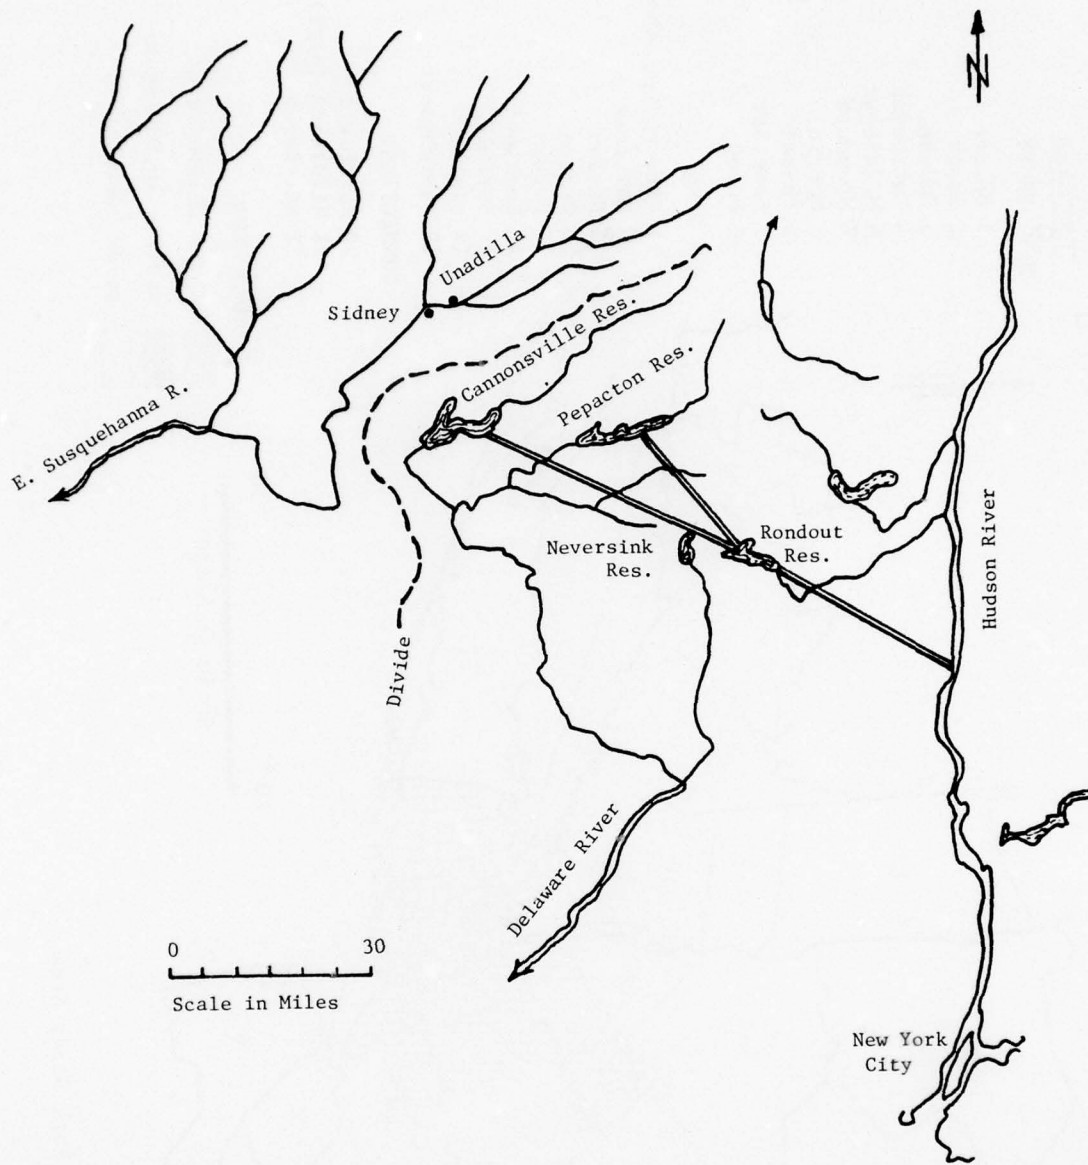 N
Unadilla
Sidney
Cannonsville Res.
Pepacton Res.
E. Susquehanna R.
Neversink
Res.
Rondout
Res.
Hudson River
Divide
Delaware River
0 30
Scale in Miles
New York
City